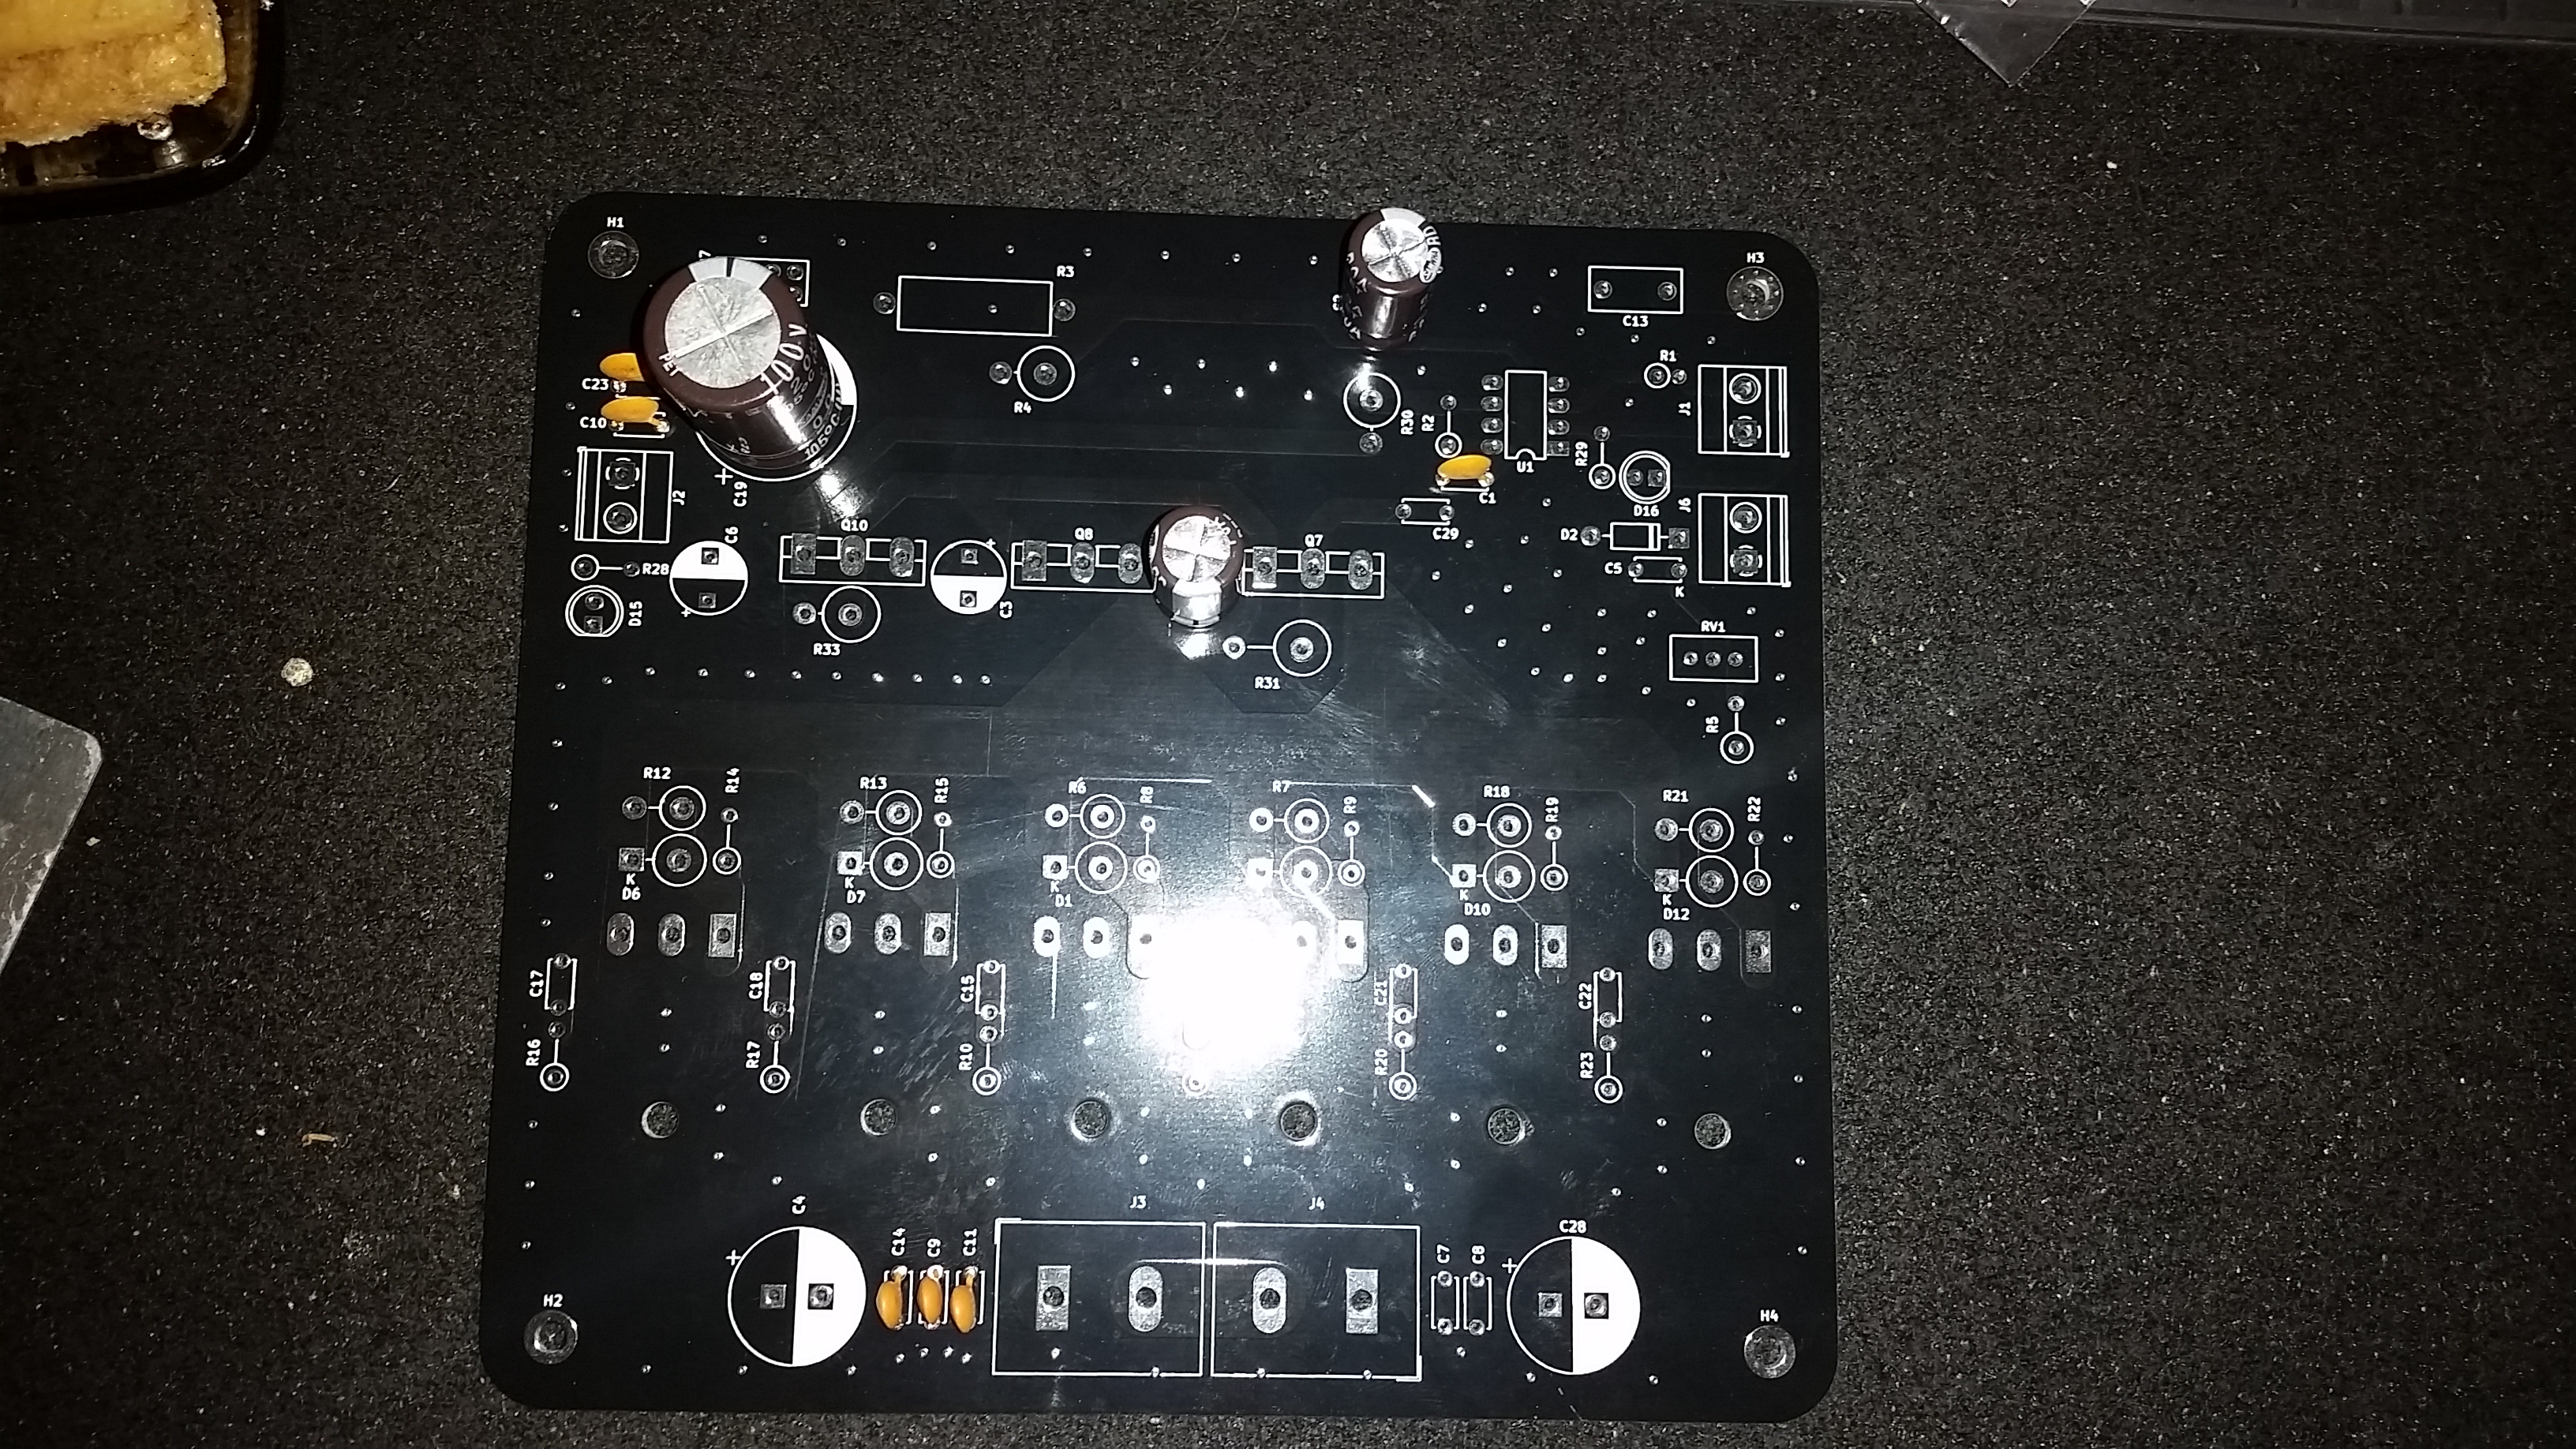 H2
R16
C17
H1
C10
C23
D15
R28
J2
D6
K
R12
R14
C6
C19
+
+
7
+
C4
R17
C18
100V
R33
Q10
D7
K
R13
R15
C14
C9
C11
R10
C15
C3
+
R4
R3
D1
K
R6
R8
Q8
J3
R31
R7
Q7
R9
J4
R20
C21
R30
R2
C29
C1
C7
C8
+
D10
K
R18
R19
U1
C28
R23
C22
D2
R29
C5
D16
C13
K
R1
D12
K
R21
R22
R5
RV1
J6
J1
H4
H3